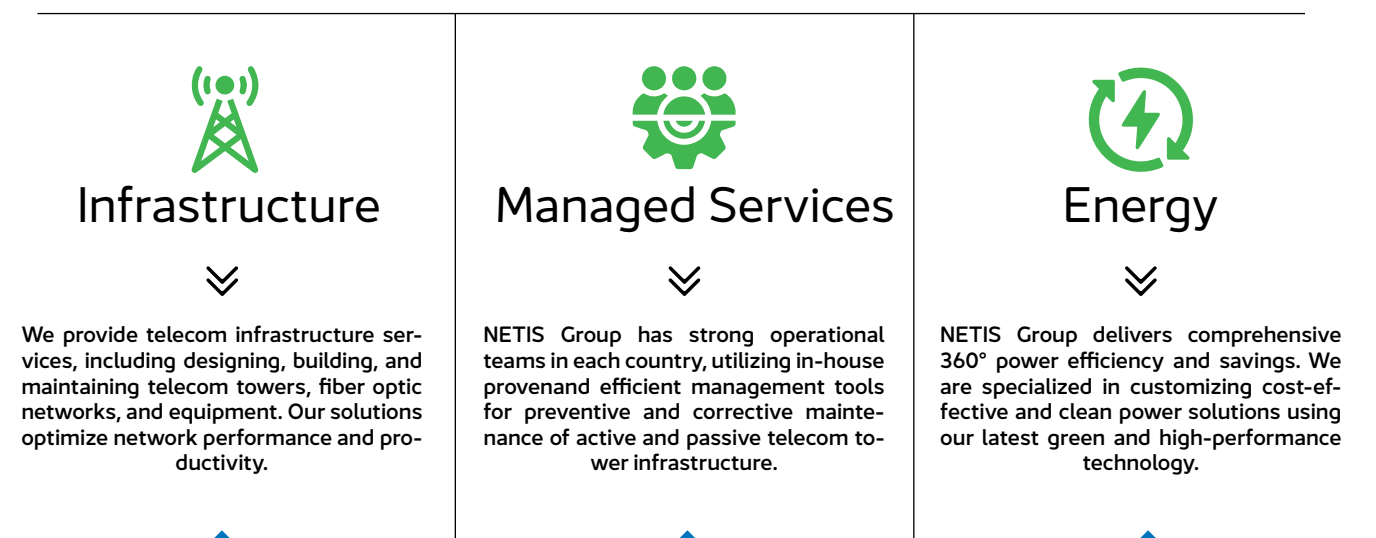 Infrastructure
We provide telecom infrastructure ser-
vices, including designing, building, and
maintaining telecom towers, fiber optic
networks, and equipment. Our solutions
optimize network performance and pro-
ductivity.
Managed Services
NETIS Group has strong operational
teams in each country, utilizing in-house
provenand efficient management tools
for preventive and corrective mainte-
nance of active and passive telecom to-
wer infrastructure.
Energy
NETIS Group delivers comprehensive
360° power efficiency and savings. We
are specialized in customizing cost-ef-
fective and clean power solutions using
our latest green and high-performance
technology.